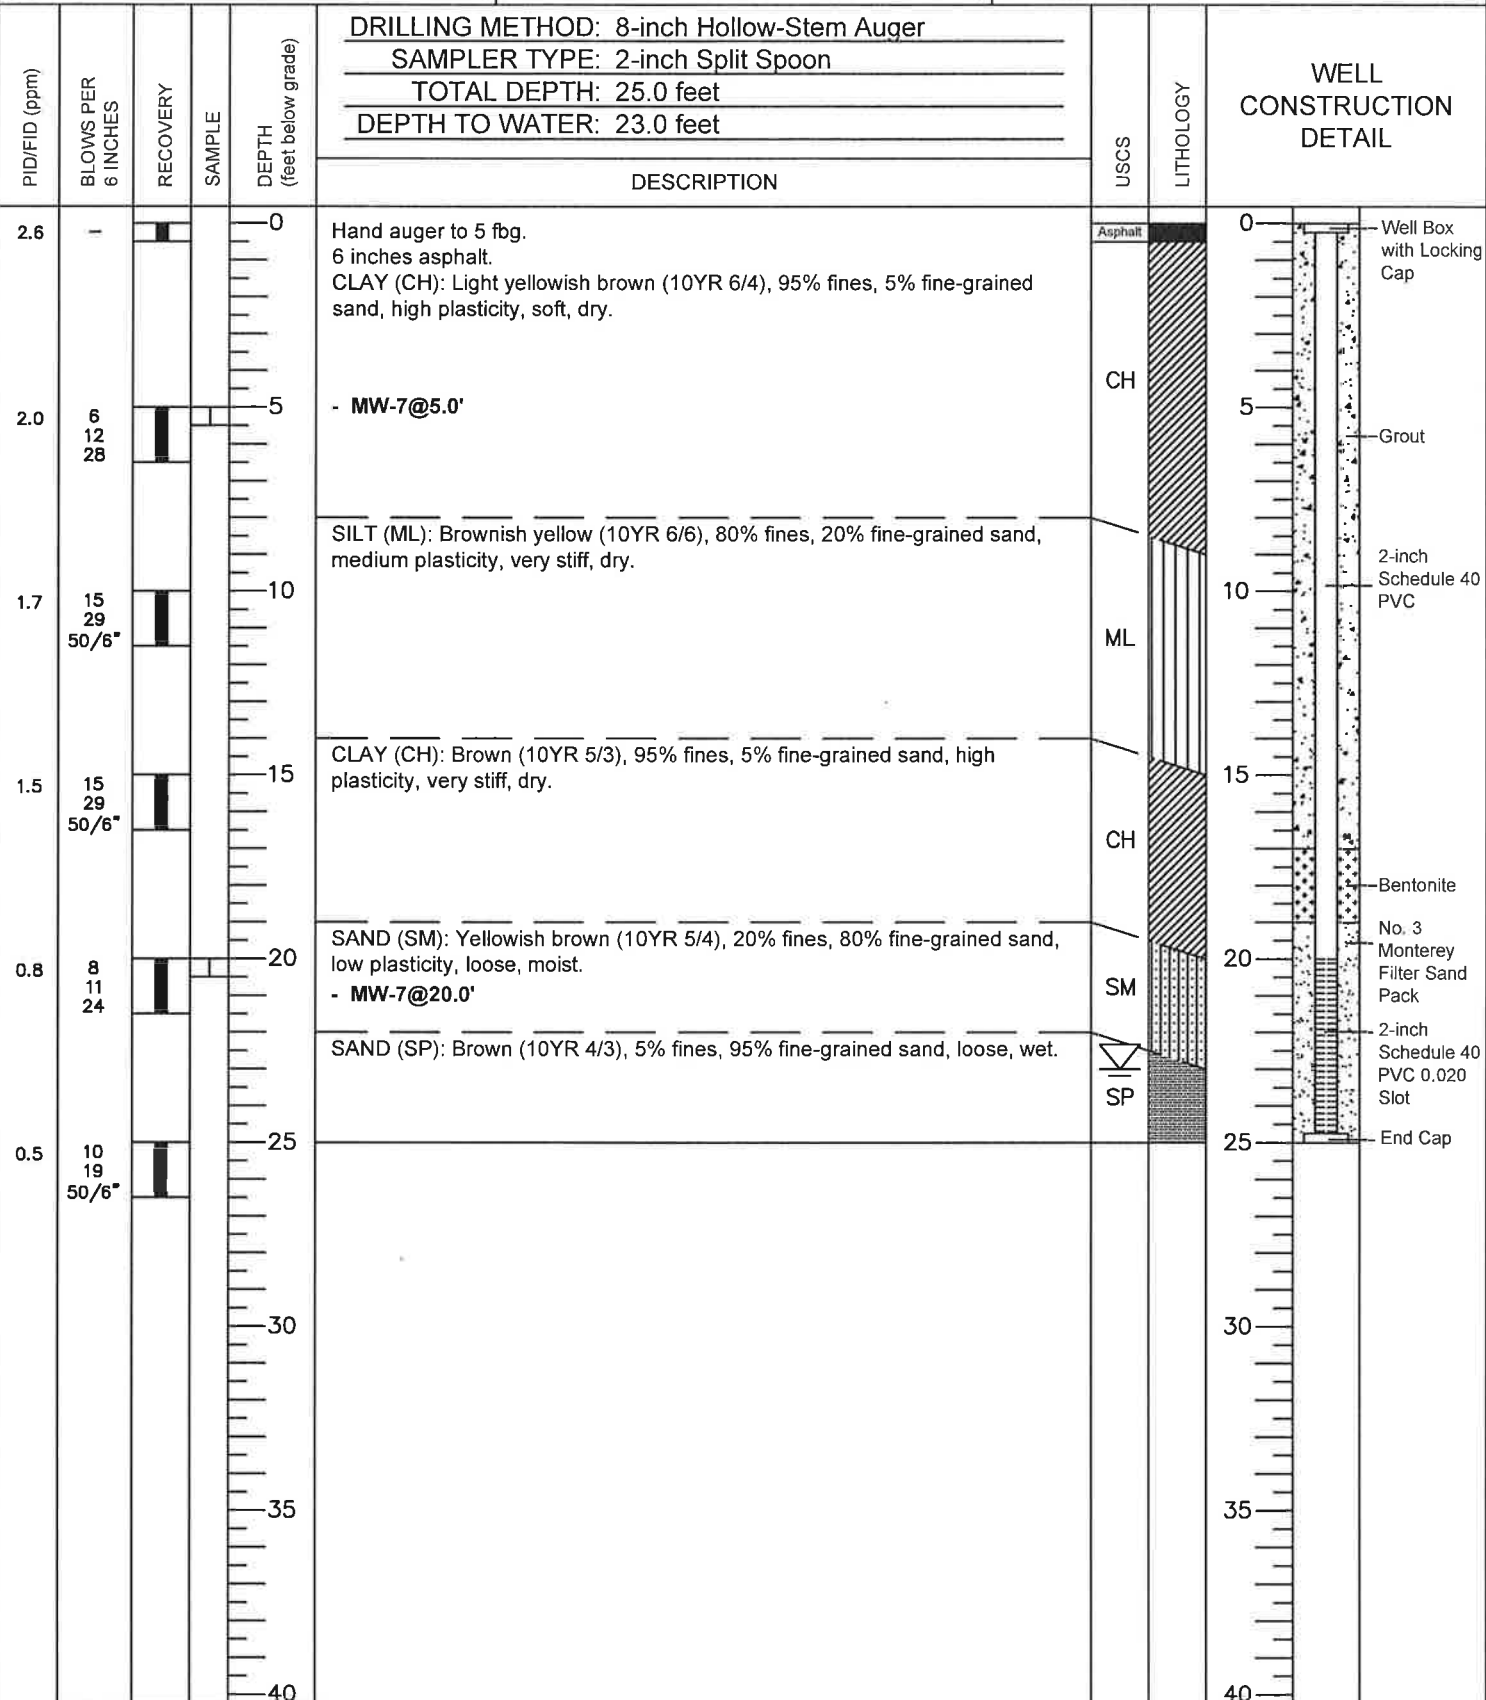 DRILLING METHOD: 8-inch Hollow-Stem Auger
SAMPLER TYPE: 2-inch Split Spoon
TOTAL DEPTH: 25.0 feet
DEPTH TO WATER: 23.0 feet
PID/FID (ppm)
BLOWS PER
6 INCHES
RECOVERY
SAMPLE
DEPTH
(feet below grade)
DESCRIPTION
USCS
LITHOLOGY
WELL
CONSTRUCTION
DETAIL
2.6
–
0
Hand auger to 5 fbg.
6 inches asphalt.
CLAY (CH): Light yellowish brown (10YR 6/4), 95% fines, 5% fine-grained
sand, high plasticity, soft, dry.
Asphalt
CH
0
Well Box
with Locking
Cap
2.0
6
12
28
5
- MW-7@5.0'
5
Grout
SILT (ML): Brownish yellow (10YR 6/6), 80% fines, 20% fine-grained sand,
medium plasticity, very stiff, dry.
1.7
15
29
50/6"
10
ML
10
2-inch
Schedule 40
PVC
CLAY (CH): Brown (10YR 5/3), 95% fines, 5% fine-grained sand, high
plasticity, very stiff, dry.
1.5
15
29
50/6"
15
CH
15
Bentonite
SAND (SM): Yellowish brown (10YR 5/4), 20% fines, 80% fine-grained sand,
low plasticity, loose, moist.
- MW-7@20.0'
0.8
8
11
24
20
SM
20
No. 3
Monterey
Filter Sand
Pack
SAND (SP): Brown (10YR 4/3), 5% fines, 95% fine-grained sand, loose, wet.
SP
2-inch
Schedule 40
PVC 0.020
Slot
0.5
10
19
50/6"
25
25
End Cap
30
30
35
35
40
40